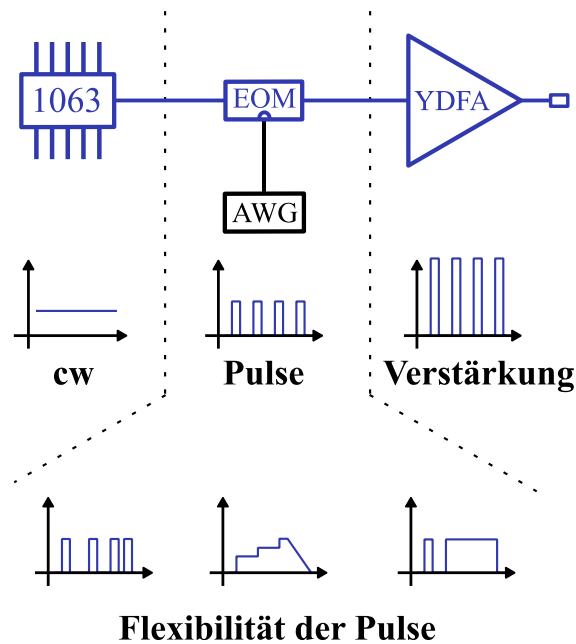 1063
EOM
YDFA
AWG
cw
Pulse
Verstärkung
Flexibilität der Pulse